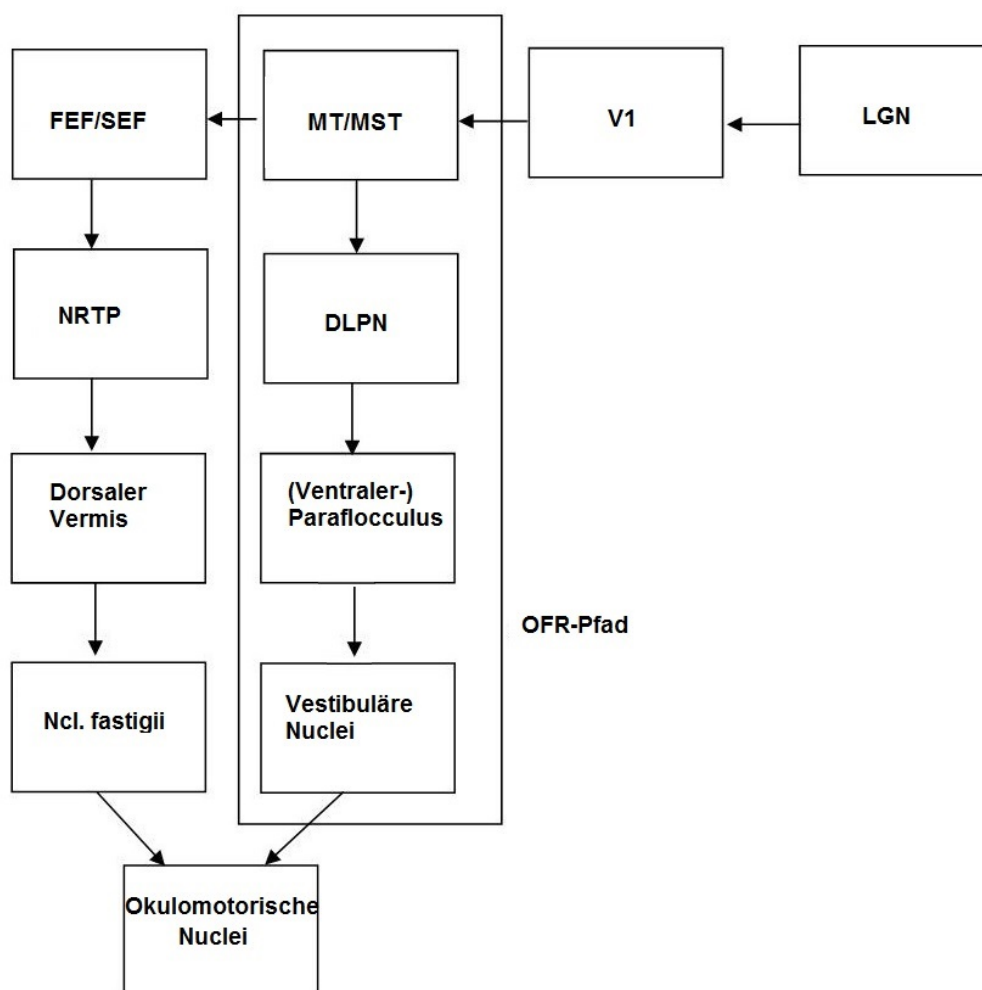 FEF/SEF
MT/MST
V1
LGN
NRTP
DLPN
Dorsaler
Vermis
(Ventraler-)
Paraflocculus
OFR-Pfad
Ncl. fastigii
Vestibuläre
Nuclei
Okulomotorische
Nuclei